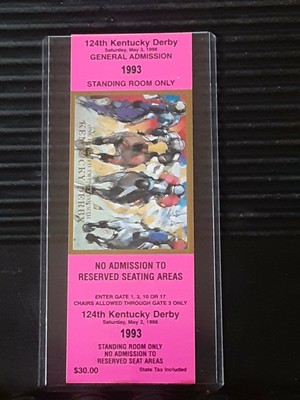 124th Kentucky Derby
Saturday, May 2, 1998
GENERAL ADMISSION
1993
STANDING ROOM ONLY
KENTUCKY DERBY
NO ADMISSION TO
RESERVED SEATING AREAS
ENTER GATE 1, 3, 10 OR 17
CHAIRS ALLOWED THROUGH GATE 3 ONLY
124th Kentucky Derby
Saturday, May 2, 1998
1993
STANDING ROOM ONLY
NO ADMISSION TO
RESERVED SEAT AREAS
$30.00 State Tax Included